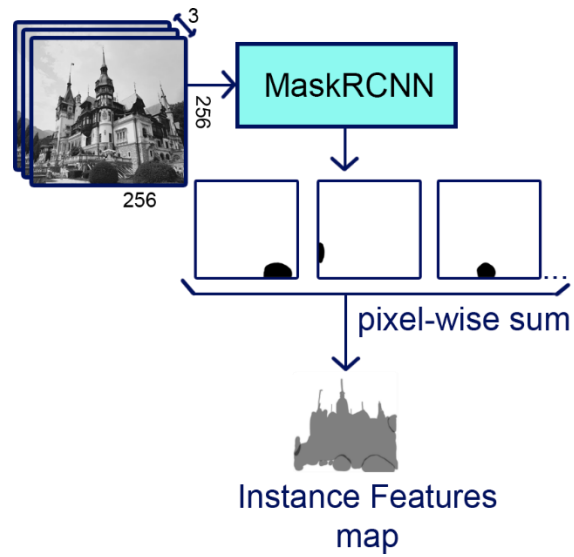 3
MaskRCNN
256
256
...
pixel-wise sum
Instance Features
map